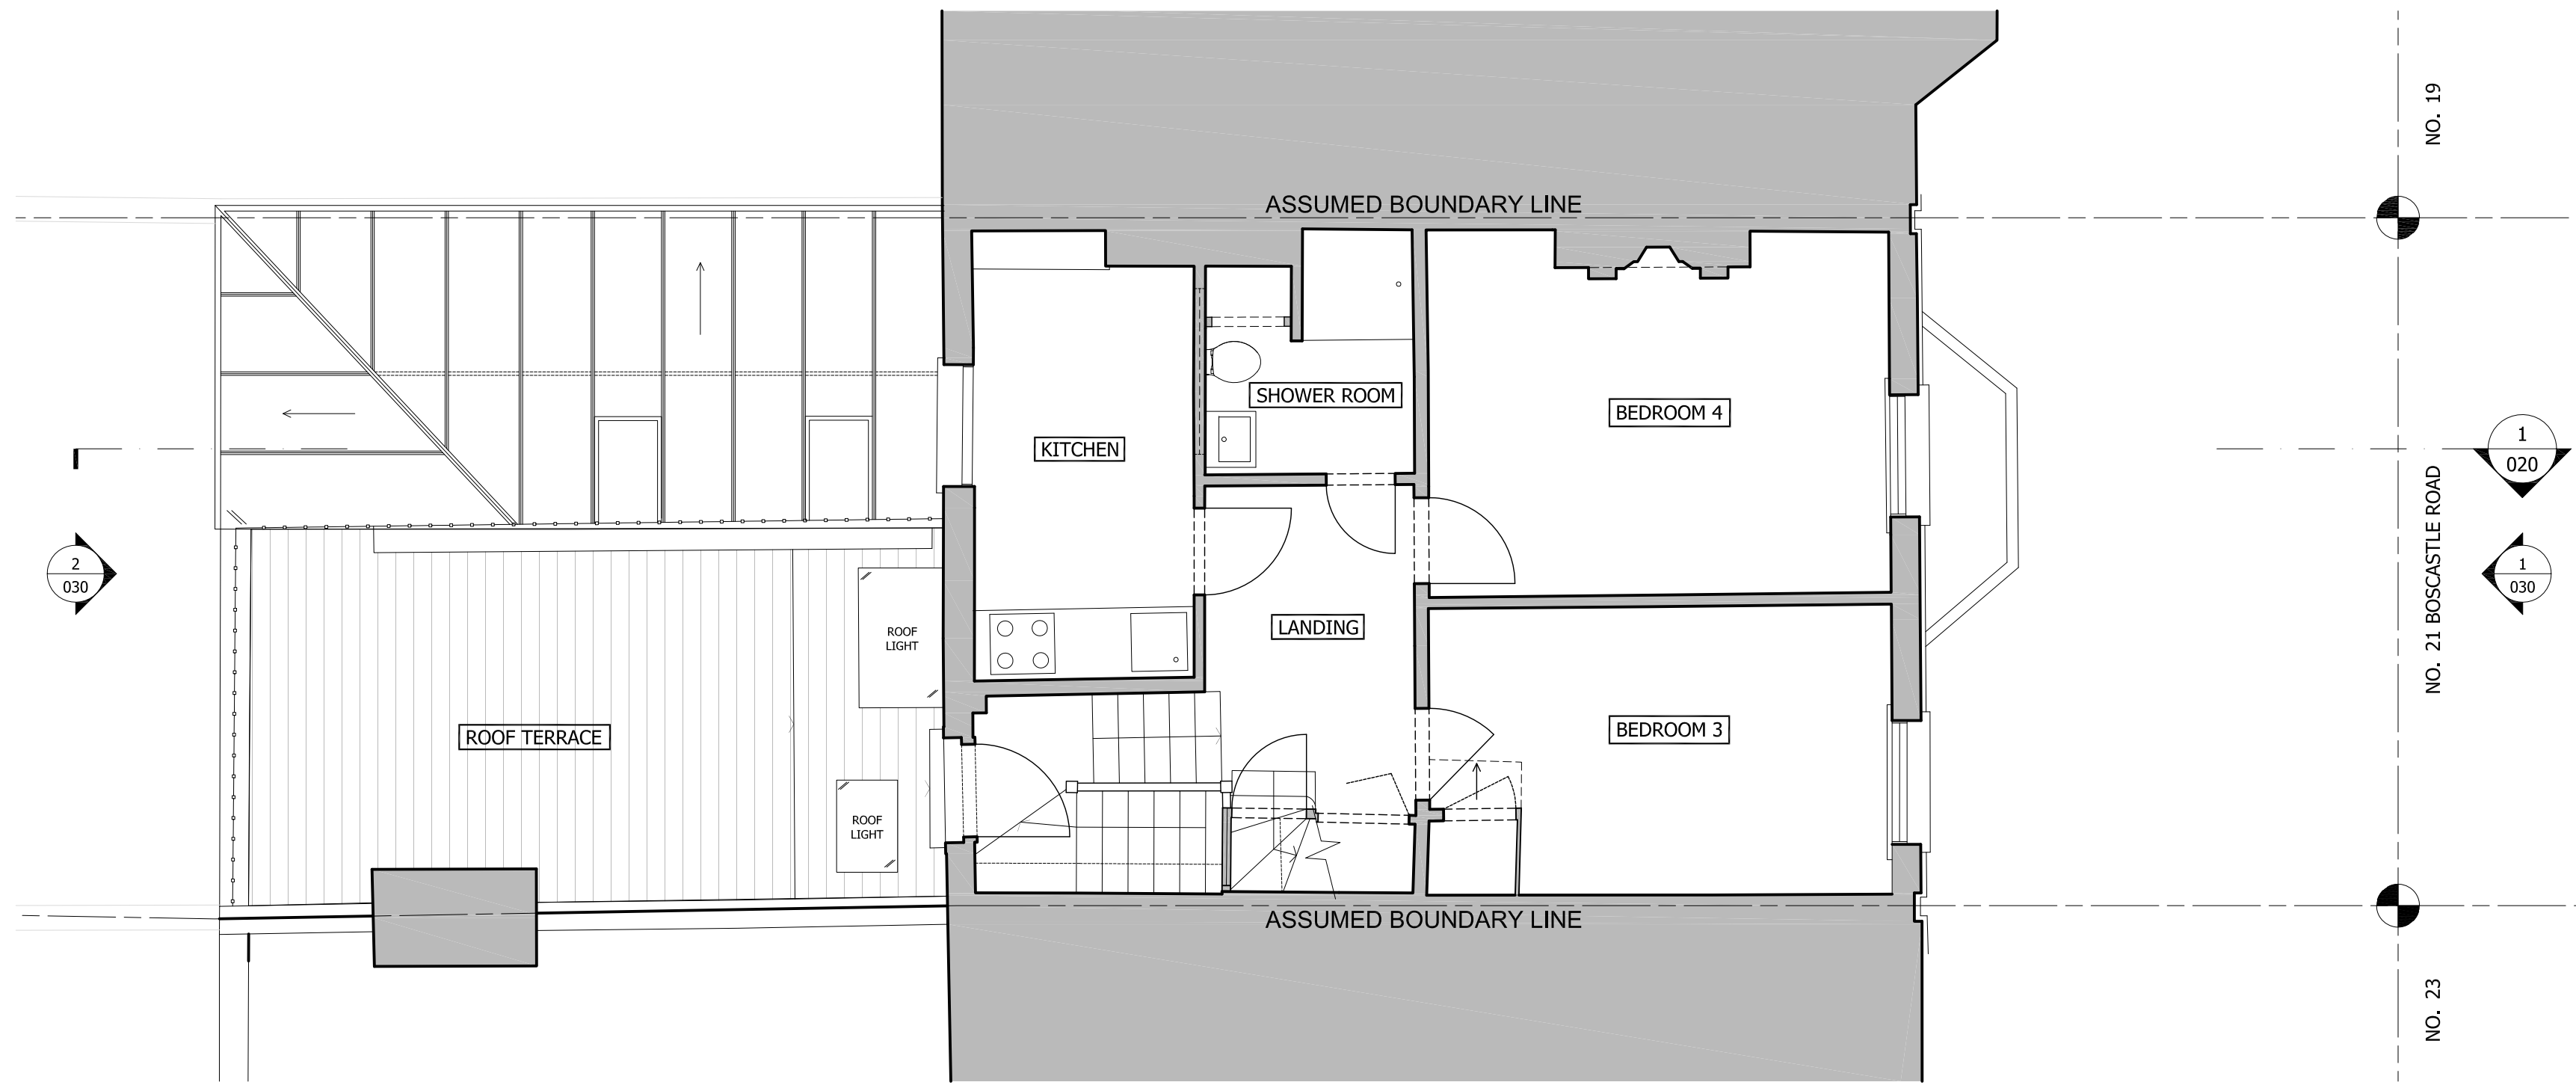 NO. 19
ASSUMED BOUNDARY LINE
SHOWER ROOM
BEDROOM 4
KITCHEN
1
020
NO. 21 BOSCASTLE ROAD
2
030
1
030
ROOF
LIGHT
LANDING
ROOF TERRACE
BEDROOM 3
ROOF
LIGHT
ASSUMED BOUNDARY LINE
NO. 23